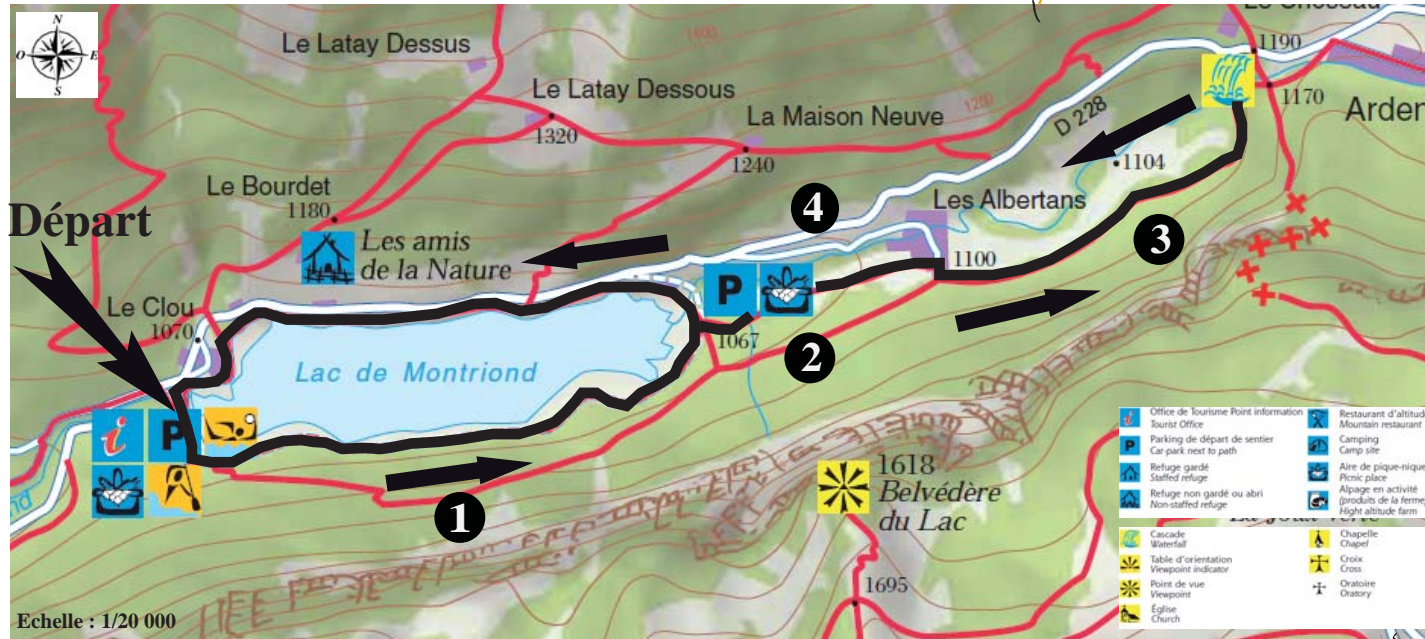 N
O E
S
Le Latay Dessus
1400
Le Latay Dessous
1320
La Maison Neuve
1240
1200
D 228
1190
1170
Arder
1104
Le Bourdet
1180
Départ
Les amis
de la Nature
4
Les Albertans
3
1100
P
Le Clou
1070
1067
2
Lac de Montriond
i
P
1
1618
Belvédère
du Lac
1695
Echelle : 1/20 000
i
Office de Tourisme Point information
Tourist Office
P
Parking de départ de sentier
Car-park next to path
Refuge gardé
Staffed refuge
Refuge non gardé ou abri
Non-staffed refuge
Restaurant d'altitude
Mountain restaurant
Camping
Camp site
Aire de pique-nique
Picnic place
Alpage en activité
(produits de la ferme)
Hight altitude farm
Cascade
Waterfall
Table d'orientation
Viewpoint indicator
Point de vue
Viewpoint
Église
Church
Chapelle
Chapel
Croix
Cross
Oratoire
Oratory